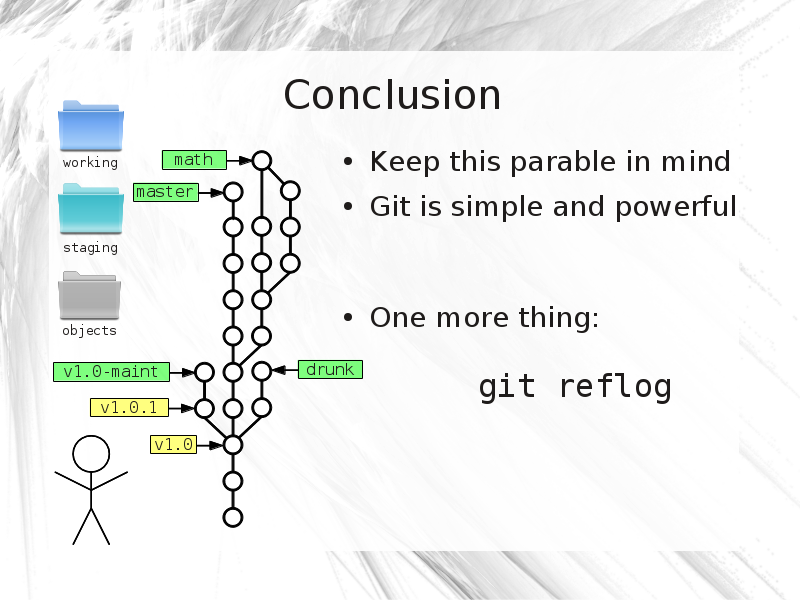 Conclusion
working
staging
objects
math
master
v1.0-maint
drunk
v1.0.1
v1.0
• Keep this parable in mind
• Git is simple and powerful
• One more thing:
git reflog